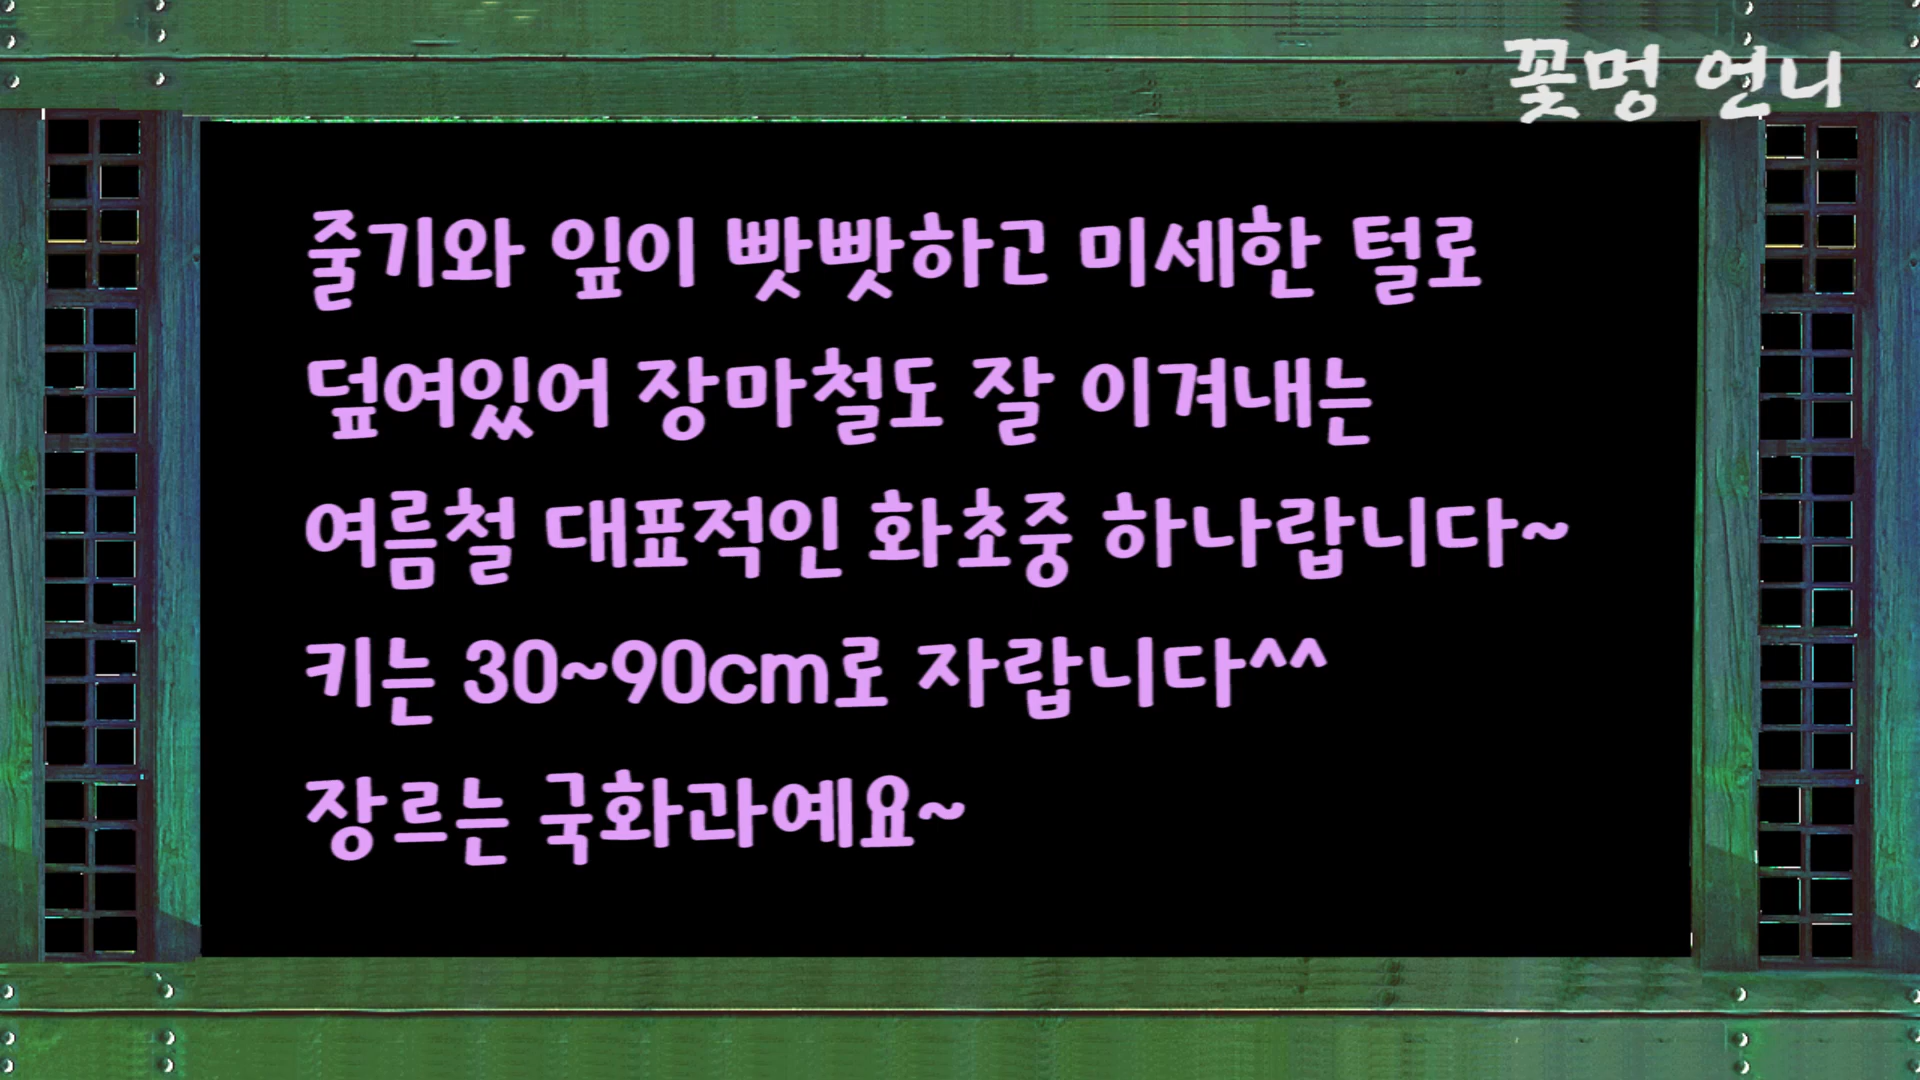 꽃멍 언니
줄기와 잎이 빳빳하고 미세한 털로
덮여있어 장마철도 잘 이겨내는
여름철 대표적인 화초중 하나랍니다~
키는 30~90cm로 자랍니다^^
장르는 국화과예요~